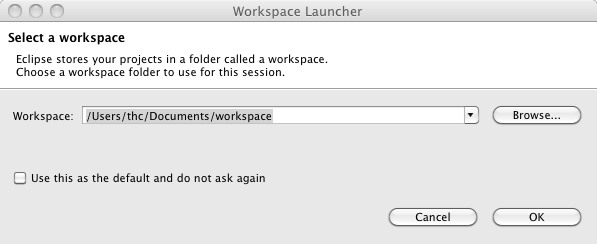 Workspace Launcher
Select a workspace
Eclipse stores your projects in a folder called a workspace.
Choose a workspace folder to use for this session.
Workspace: /Users/thc/Documents/workspace Browse...
Use this as the default and do not ask again
Cancel OK